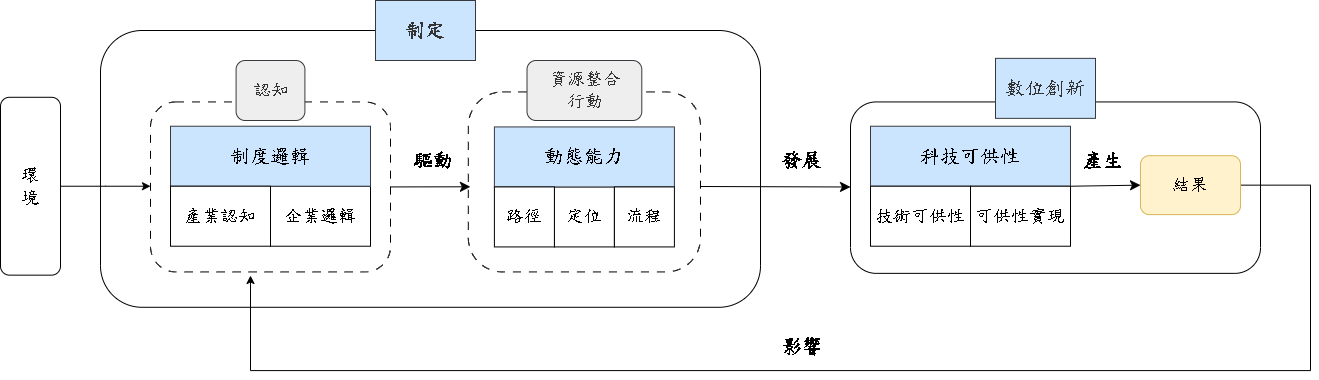 制定
認知
資源整合
行動
數位創新
環
境
制度邏輯
產業認知
企業邏輯
驅動
動態能力
路徑
定位
流程
發展
科技可供性
技術可供性
可供性實現
產生
結果
影響